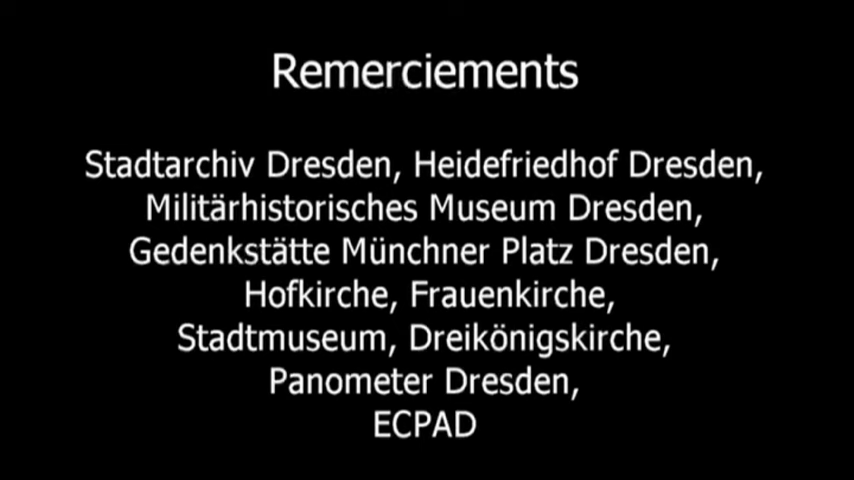 Remerciements
Stadtarchiv Dresden, Heidefriedhof Dresden,
Militärhistorisches Museum Dresden,
Gedenkstätte Münchner Platz Dresden,
Hofkirche, Frauenkirche,
Stadtmuseum, Dreikönigskirche,
Panometer Dresden,
ECPAD